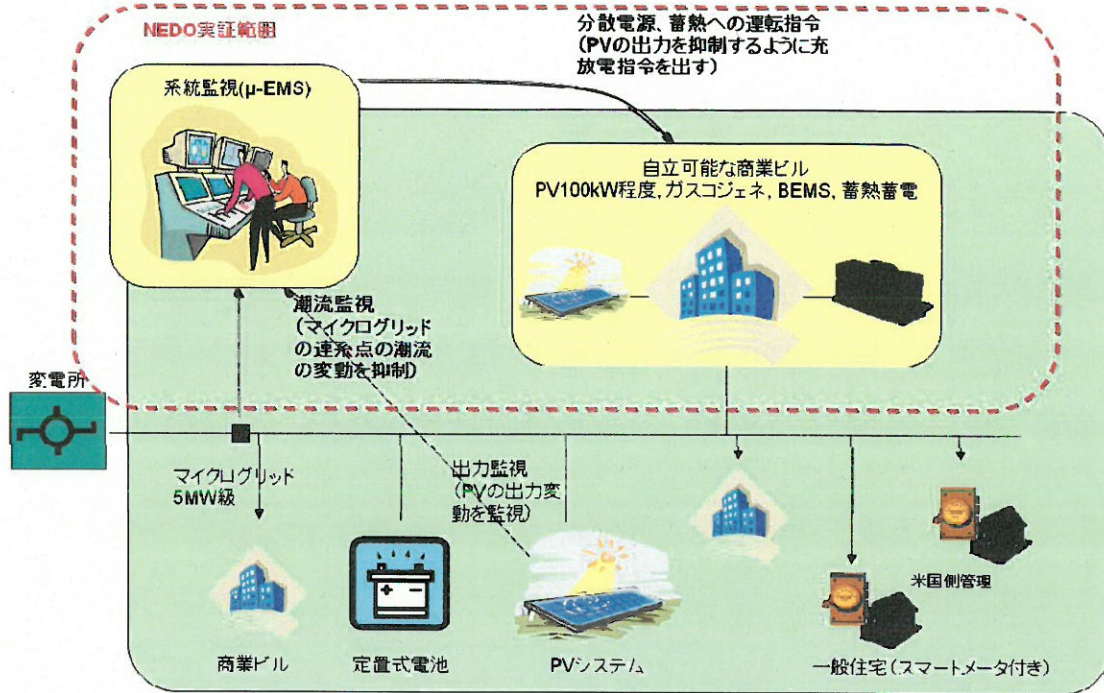 NEDO実証範囲
分散電源、蓄熱への運転指令
(PVの出力を抑制するように充
放電指令を出す)
系統監視(μ-EMS)
自立可能な商業ビル
PV100kW程度, ガスコジェネ, BEMS, 蓄熱蓄電
潮流監視
(マイクログリッド
の連系点の潮流
の変動を抑制)
変電所
マイクログリッド
5MW級
出力監視
(PVの出力変
動を監視)
米国側管理
商業ビル
定置式電池
PVシステム
一般住宅(スマートメータ付き)